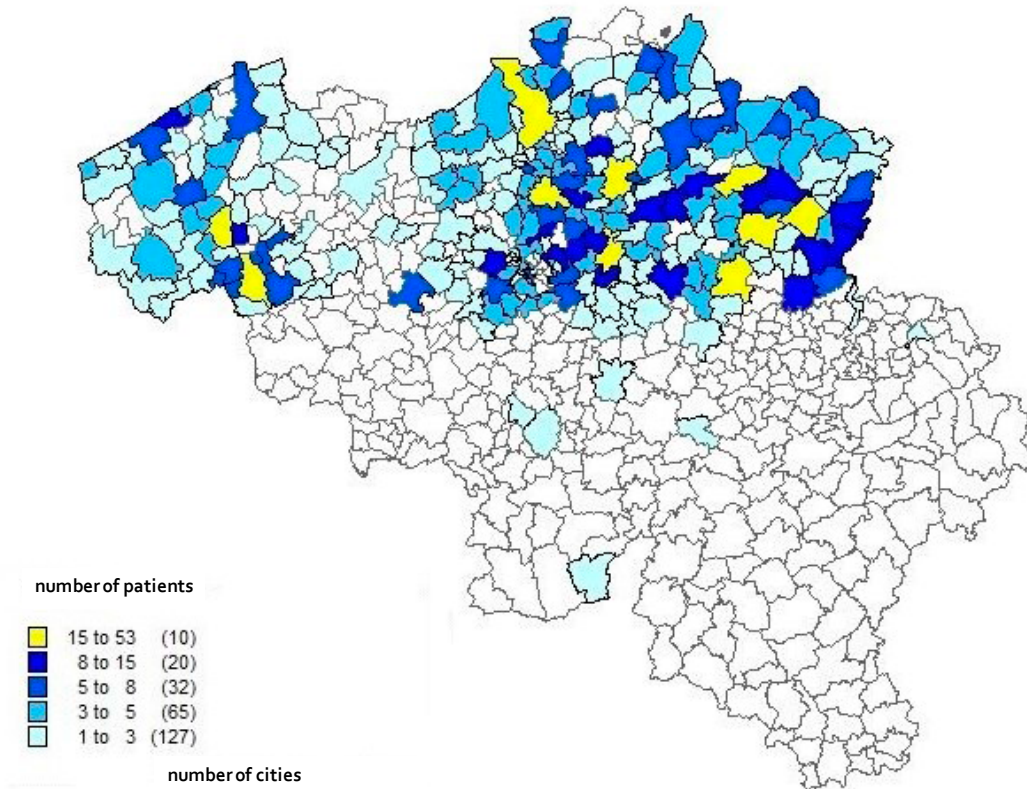 number of patients
15 to 53 (10)
8 to 15 (20)
5 to 8 (32)
3 to 5 (65)
1 to 3 (127)
number of cities